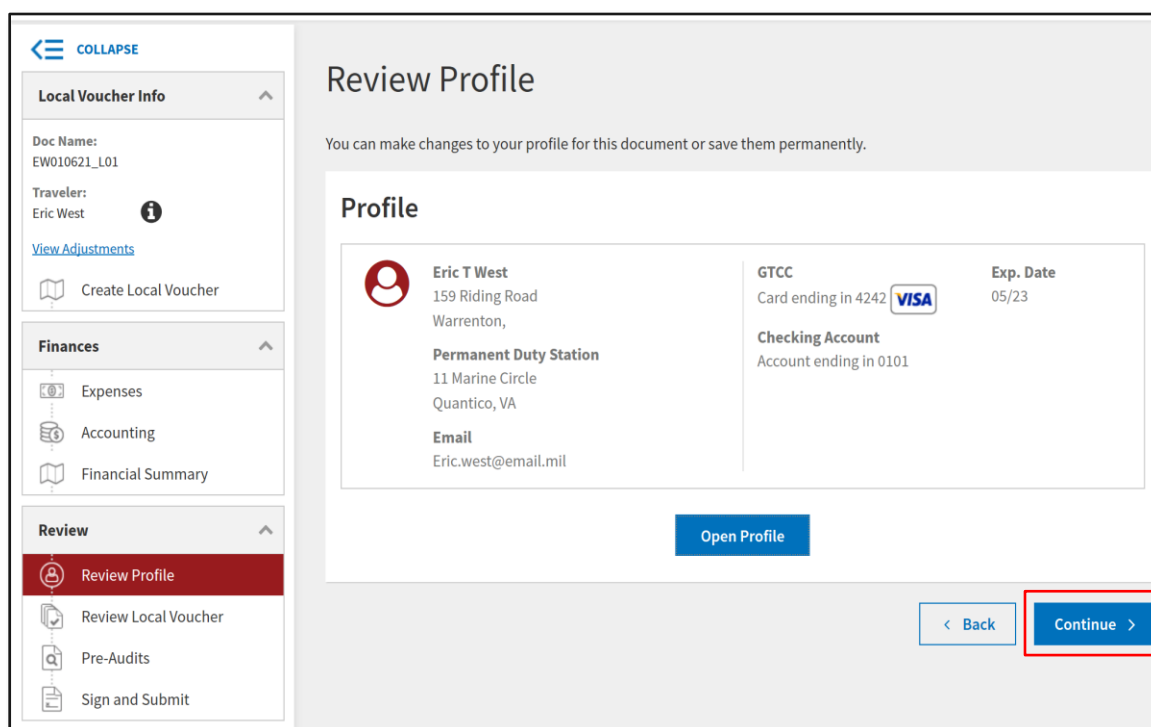 COLLAPSE
Local Voucher Info
Doc Name:
EW010621_L01
Traveler:
Eric West
View Adjustments
Create Local Voucher
Finances
Expenses
Accounting
Financial Summary
Review
Review Profile
Review Local Voucher
Pre-Audits
Sign and Submit
Review Profile
You can make changes to your profile for this document or save them permanently.
Profile
Eric T West
159 Riding Road
Warrenton,
Permanent Duty Station
11 Marine Circle
Quantico, VA
Email
Eric.west@email.mil
GTCC
Card ending in 4242 VISA
Checking Account
Account ending in 0101
Exp. Date
05/23
Open Profile
Back
Continue